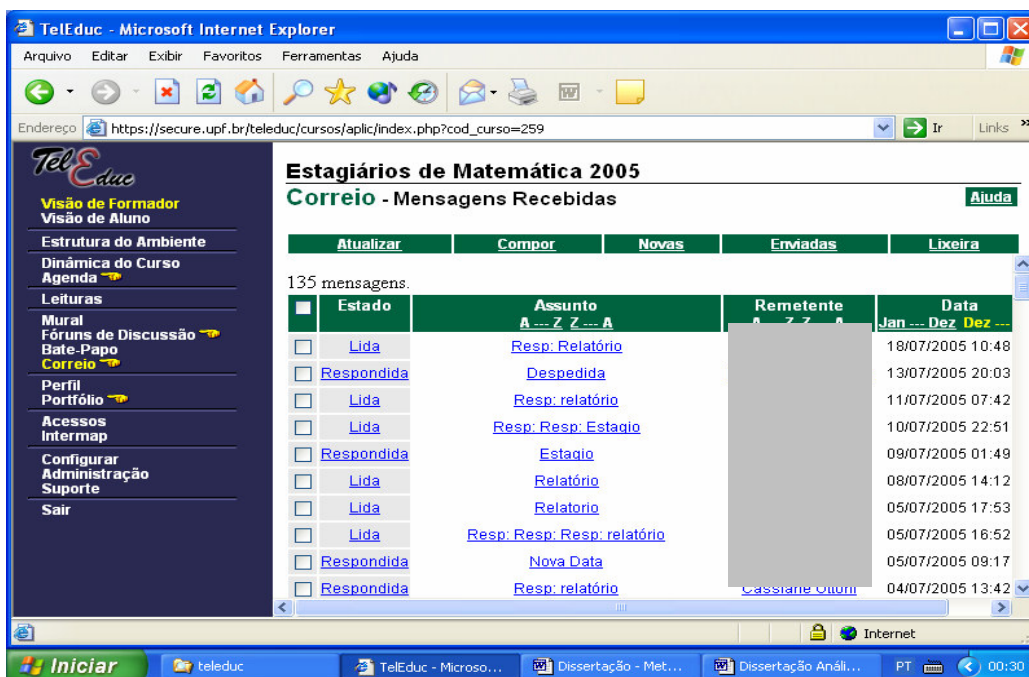 TelEduc - Microsoft Internet Explorer
Arquivo Editar Exibir Favoritos Ferramentas Ajuda
Endereço https://secure.upf.br/teleduc/cursos/aplic/index.php?cod_curso=259 Ir Links »
TelEduc
Visão de Formador
Visão de Aluno
Estrutura do Ambiente
Dinâmica do Curso
Agenda
Leituras
Mural
Fóruns de Discussão
Bate-Papo
Correio
Perfil
Portfólio
Acessos
Intermap
Configurar
Administração
Suporte
Sair
Estagiários de Matemática 2005
Correio - Mensagens Recebidas Ajuda
Atualizar Compor Novas Enviadas Lixeira
135 mensagens.
Estado Assunto Remetente Data
A --- Z Z --- A Jan --- Dez Dez ---
Lida Resp: Relatório 18/07/2005 10:48
Respondida Despedida 13/07/2005 20:03
Lida Resp: relatório 11/07/2005 07:42
Lida Resp: Resp: Estagio 10/07/2005 22:51
Respondida Estagio 09/07/2005 01:49
Lida Relatório 08/07/2005 14:12
Lida Relatorio 05/07/2005 17:53
Lida Resp: Resp: Resp: relatório 05/07/2005 16:52
Respondida Nova Data 05/07/2005 09:17
Respondida Resp: relatório 04/07/2005 13:42
Internet
Iniciar teleduc TelEduc - Microso... Dissertação - Met... Dissertação Análi... PT 00:30